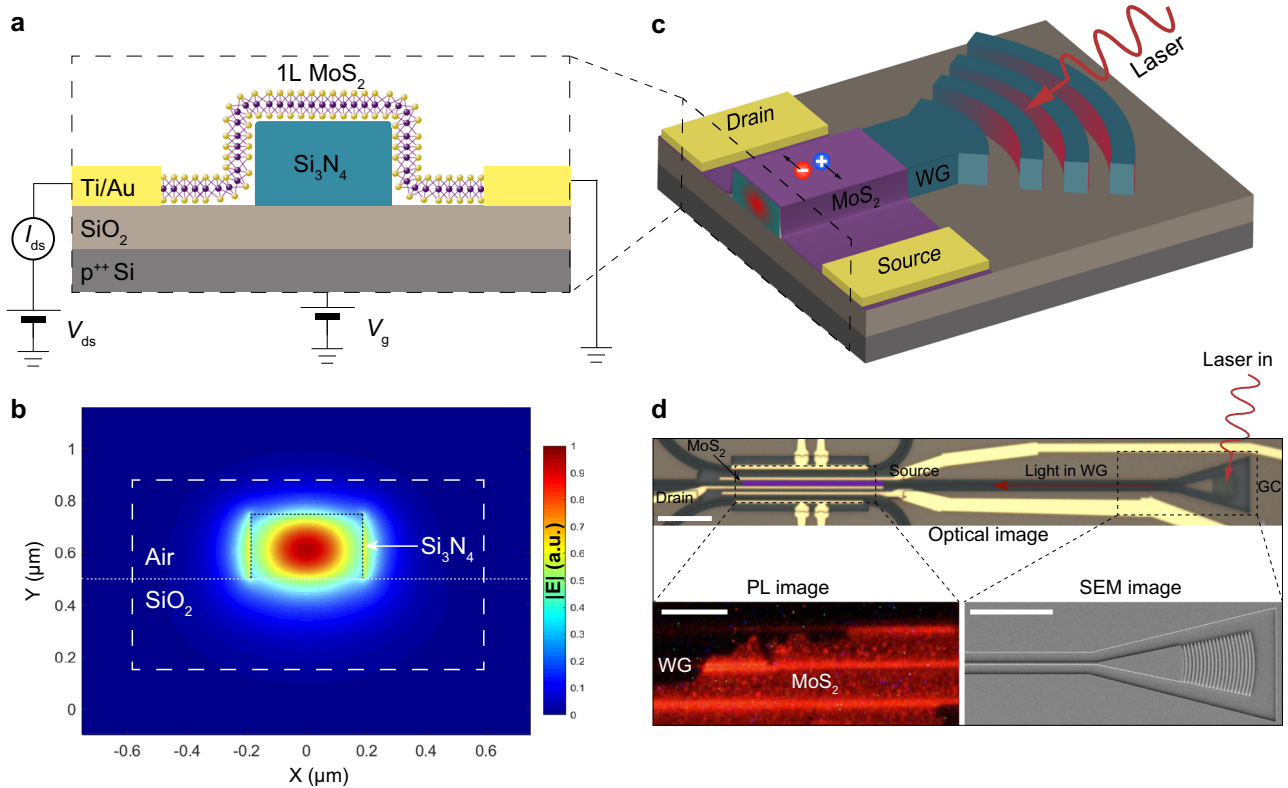 a
1L MoS₂
Si₃N₄
Ti/Au
SiO₂
p⁺⁺ Si
I_ds
V_ds
V_g
c
Laser
Drain
WG
MoS₂
Source
−
+
b
1
0.8
0.6
0.4
0.2
0
Y (µm)
-0.6
-0.4
-0.2
0
0.2
0.4
0.6
X (µm)
Air
SiO₂
Si₃N₄
1
0.9
0.8
0.7
0.6
0.5
0.4
0.3
0.2
0.1
0
|E| (a.u.)
Laser in
d
MoS₂
Source
Light in WG
GC
Drain
Optical image
PL image
SEM image
WG
MoS₂